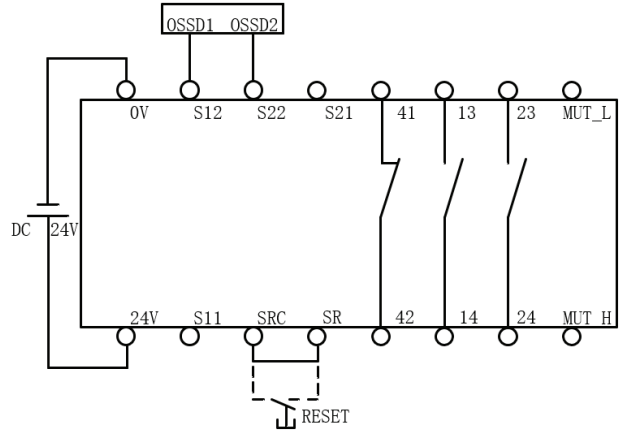 OSSD1 OSSD2
0V S12 S22 S21 41 13 23 MUT_L
DC 24V
24V S11 SRC SR 42 14 24 MUT H
RESET